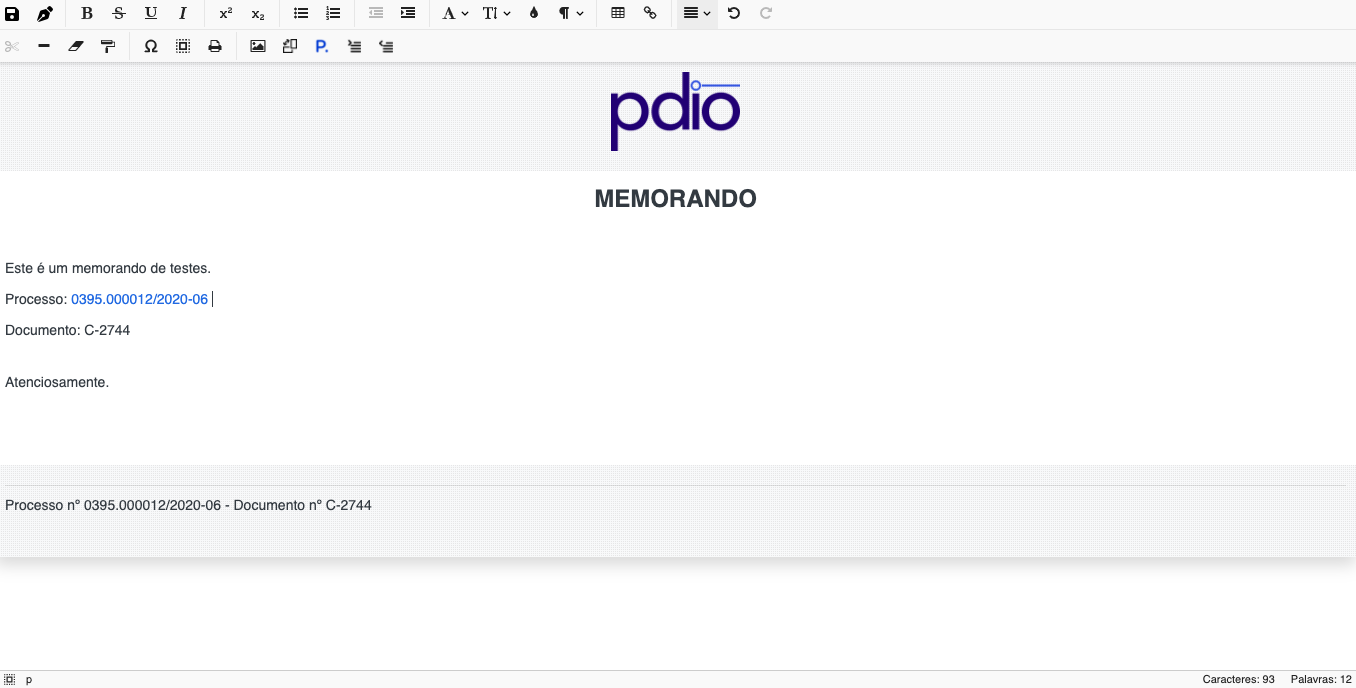 B S U I x² x₂ A TI ¶
Ω P.
pdio
MEMORANDO
Este é um memorando de testes.
Processo: 0395.000012/2020-06
Documento: C-2744
Atenciosamente.
Processo nº 0395.000012/2020-06 - Documento nº C-2744
p Caracteres: 93 Palavras: 12